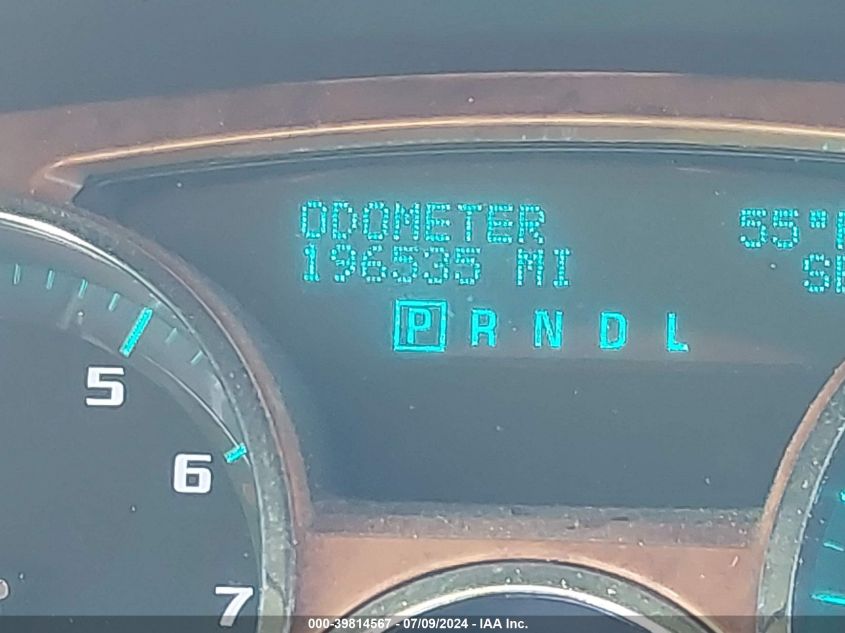 ODOMETER
196535 MI
55°
P R N D L
5
6
7
000-39814567 - 07/09/2024 - IAA Inc.